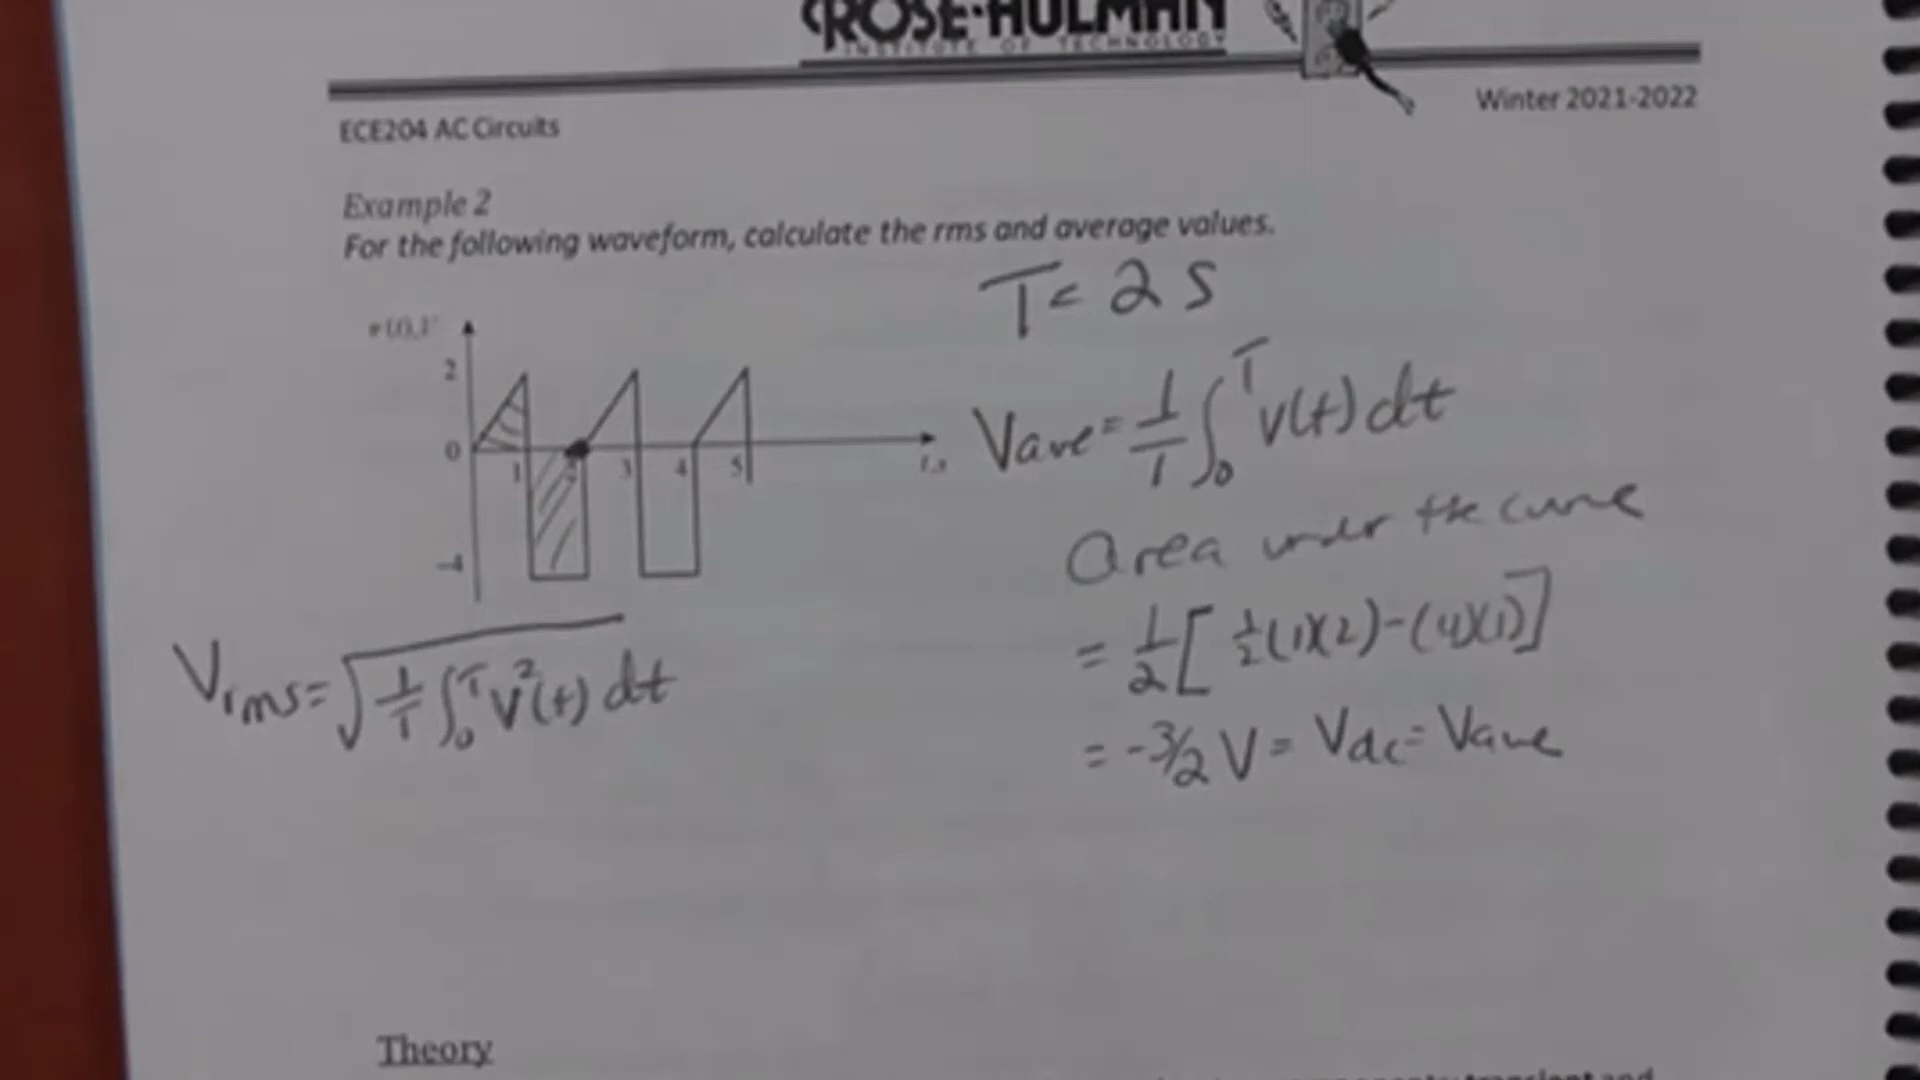 ROSE-HULMAN
INSTITUTE OF TECHNOLOGY
ECE204 AC Circuits
Winter 2021-2022
Example 2
For the following waveform, calculate the rms and average values.
T = 2 S
v(t),V
2
0
1 2 3 4 5
t,s
-4
Vave = 1/T ∫₀ᵀ v(t) dt
Area under the curve
= 1/2 [ 1/2 (1)(2) - (4)(1) ]
= -3/2 V = Vdc = Vave
Vrms = √(1/T ∫₀ᵀ v²(t) dt
Theory
transient and